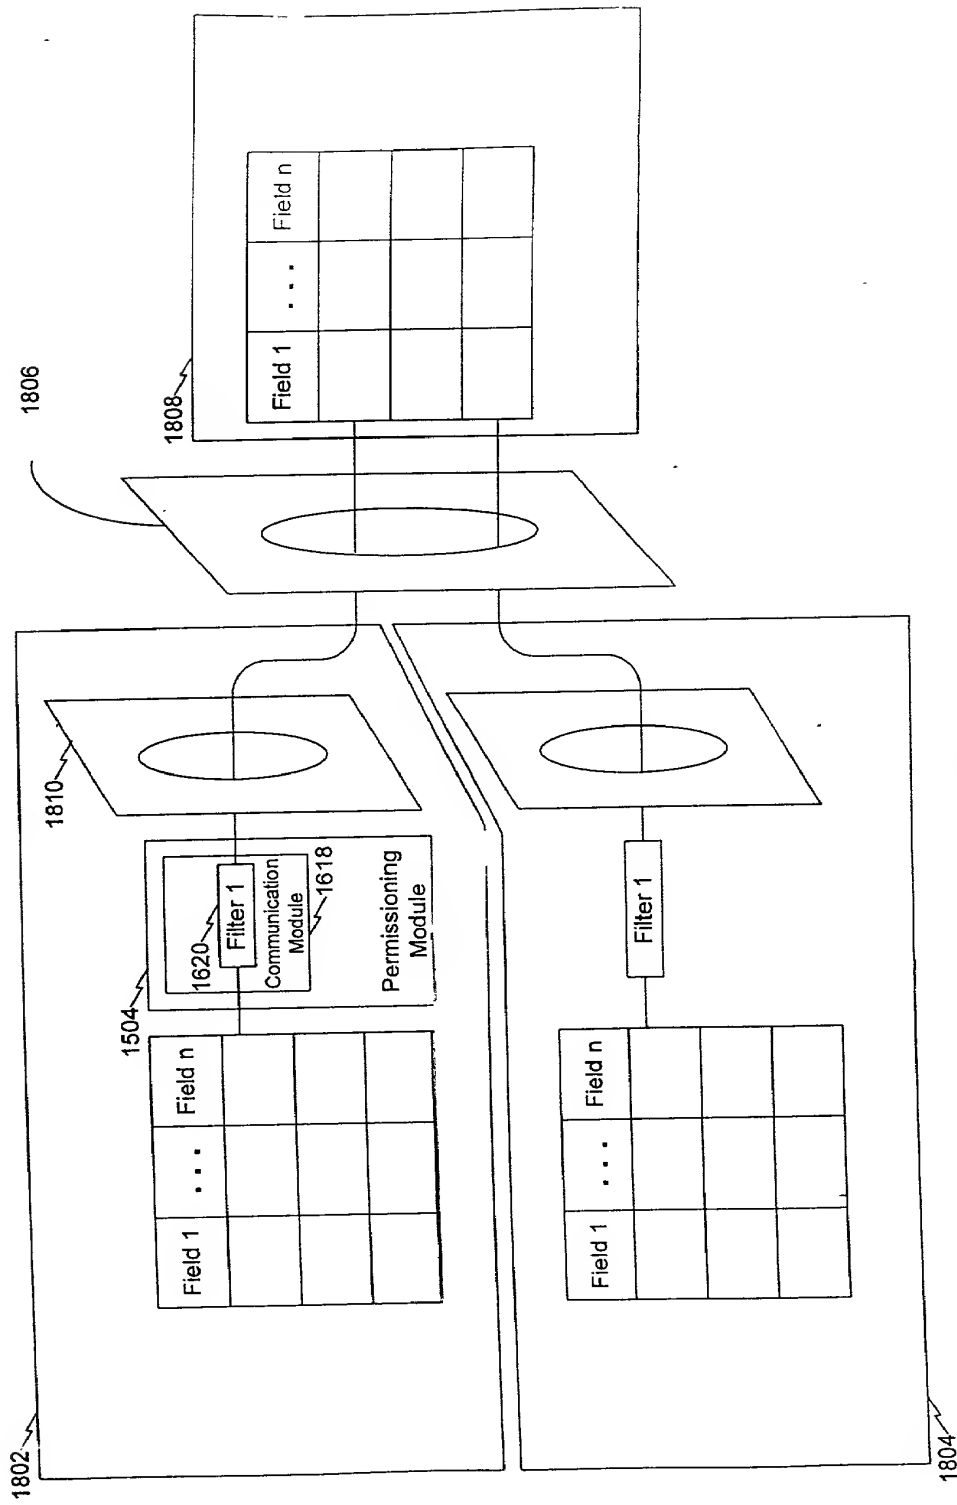 1802
1504
1620
Filter 1
Communication
Module
1618
Permissioning
Module
1810
1806
1808
Field 1
...
Field n
Field 1
...
Field n
Field 1
...
Field n
Filter 1
1804